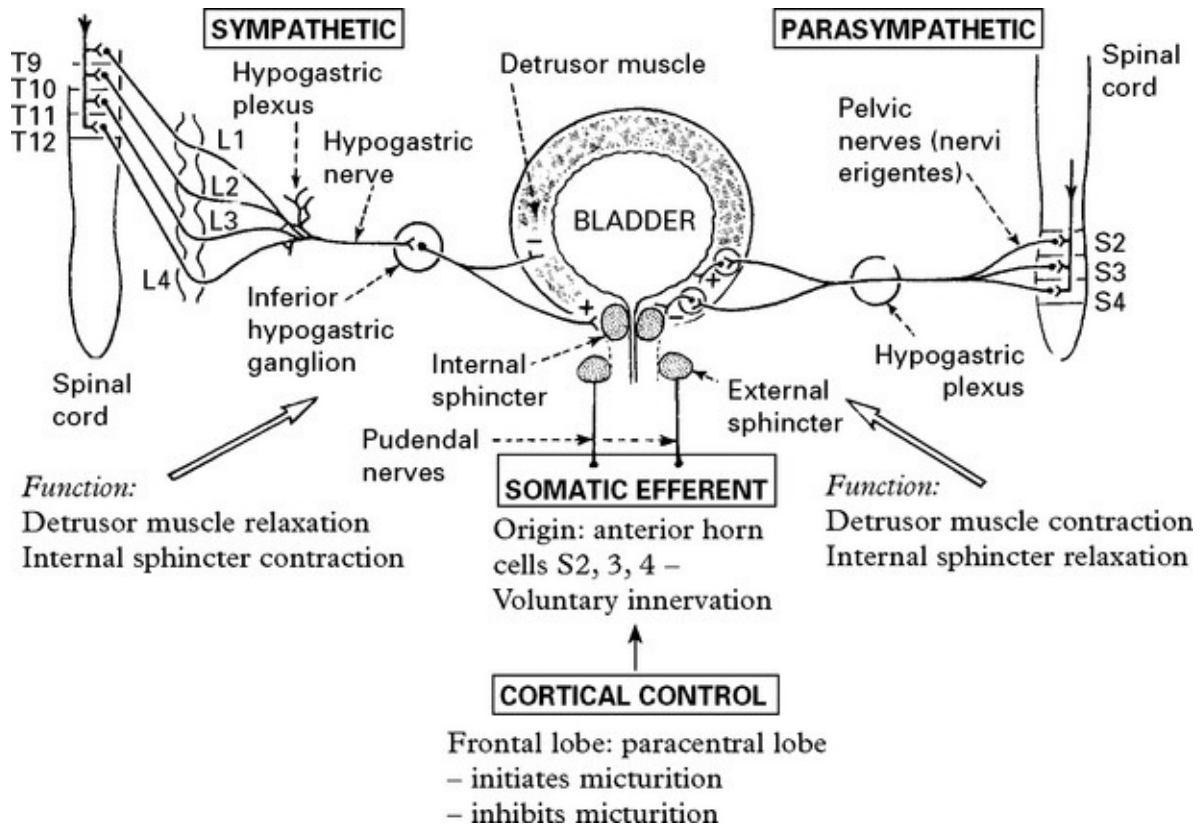 SYMPATHETIC
PARASYMPATHETIC
T9
T10
T11
T12
L1
L2
L3
L4
Hypogastric
plexus
Hypogastric
nerve
Inferior
hypogastric
ganglion
Spinal
cord
Detrusor muscle
BLADDER
-
+
+
-
Internal
sphincter
External
sphincter
Pudendal
nerves
Pelvic
nerves (nervi
erigentes)
Spinal
cord
S2
S3
S4
Hypogastric
plexus
Function:
Detrusor muscle relaxation
Internal sphincter contraction
SOMATIC EFFERENT
Origin: anterior horn
cells S2, 3, 4 –
Voluntary innervation
Function:
Detrusor muscle contraction
Internal sphincter relaxation
CORTICAL CONTROL
Frontal lobe: paracentral lobe
– initiates micturition
– inhibits micturition